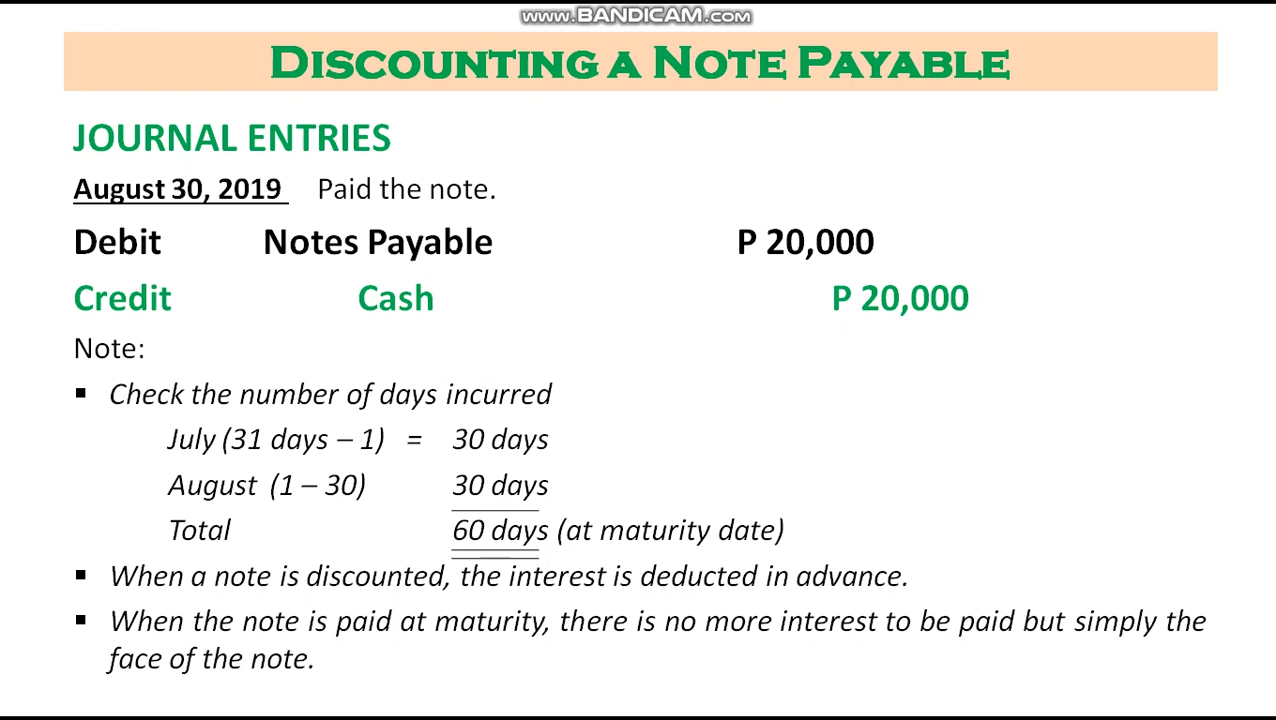 www.BANDICAM.com
DISCOUNTING A NOTE PAYABLE
JOURNAL ENTRIES
August 30, 2019 Paid the note.
Debit Notes Payable P 20,000
Credit Cash P 20,000
Note:
▪ Check the number of days incurred
July (31 days – 1) = 30 days
August (1 – 30) 30 days
Total 60 days (at maturity date)
▪ When a note is discounted, the interest is deducted in advance.
▪ When the note is paid at maturity, there is no more interest to be paid but simply the
face of the note.